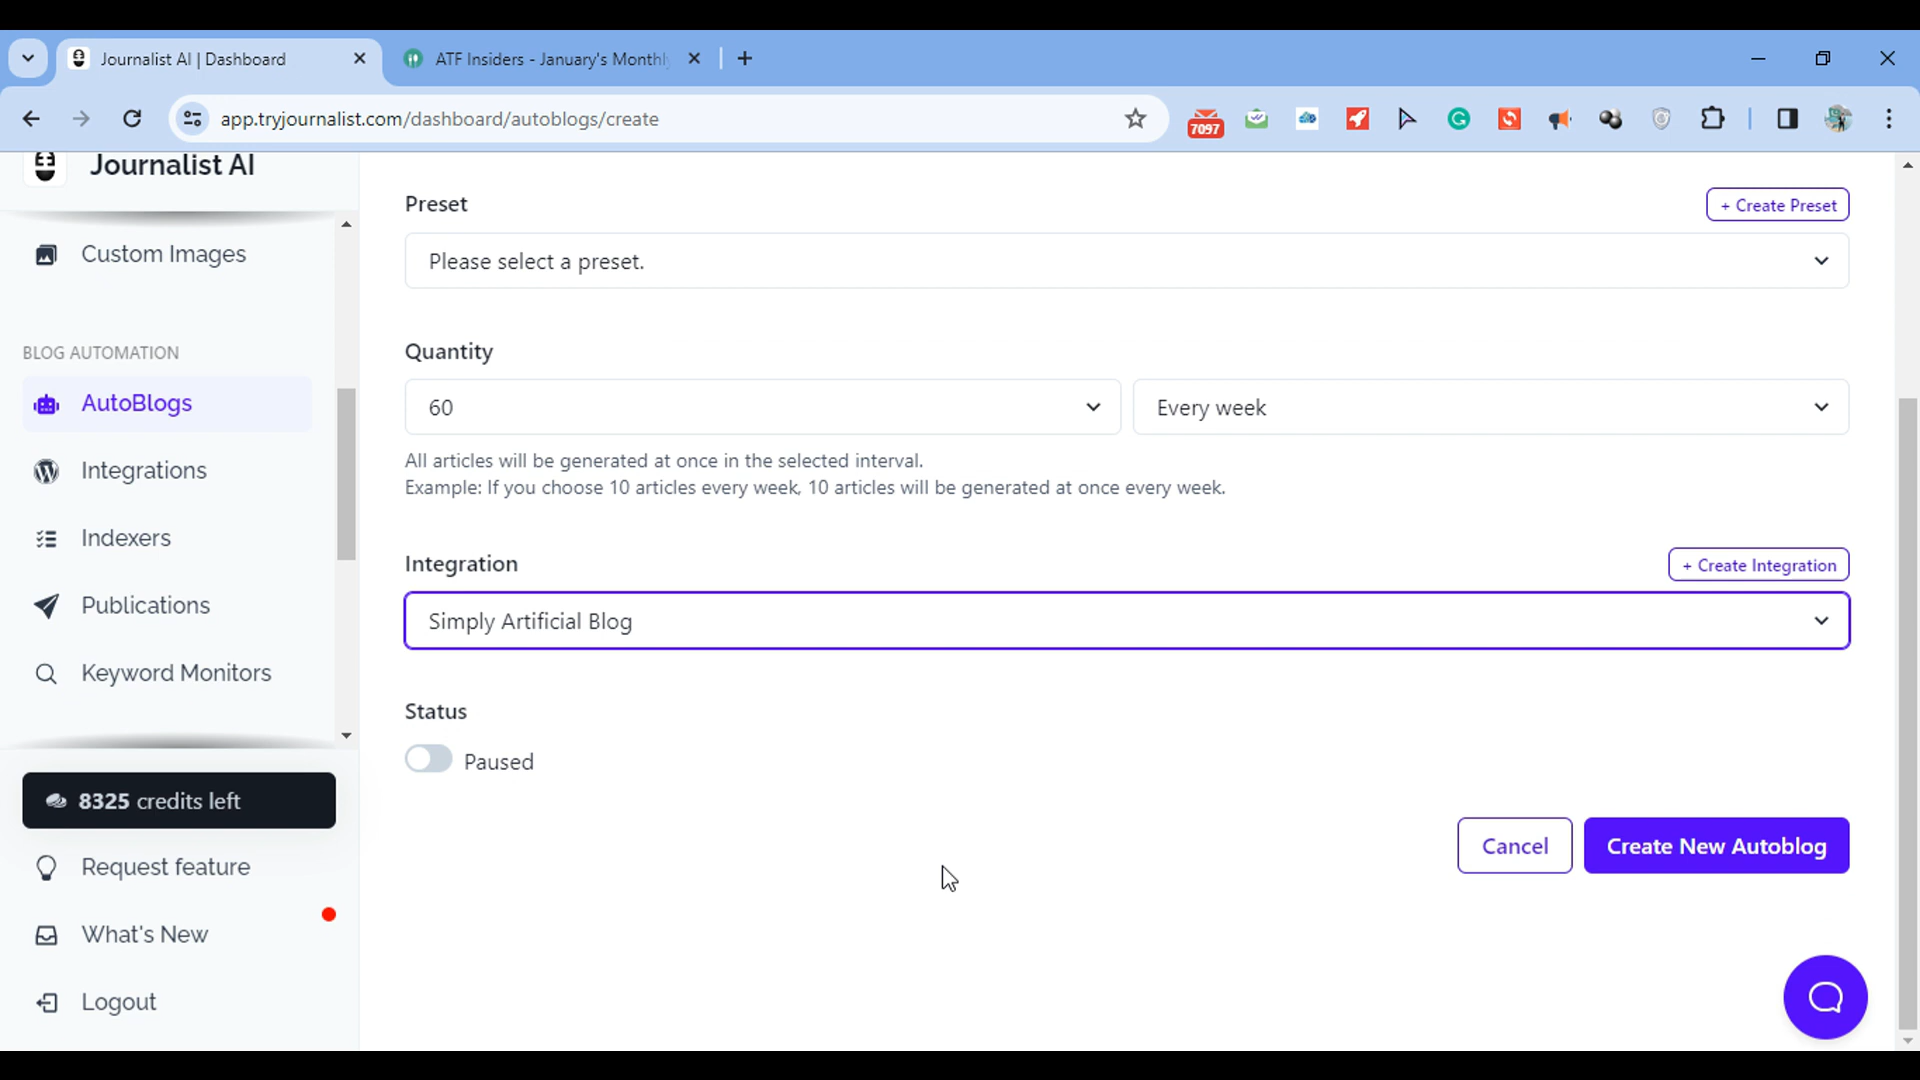 Journalist AI | Dashboard
ATF Insiders - January's Monthly
app.tryjournalist.com/dashboard/autoblogs/create
7097
Journalist AI
Custom Images
BLOG AUTOMATION
AutoBlogs
Integrations
Indexers
Publications
Keyword Monitors
8325 credits left
Request feature
What's New
Logout
Preset
+ Create Preset
Please select a preset.
Quantity
60
Every week
All articles will be generated at once in the selected interval.
Example: If you choose 10 articles every week, 10 articles will be generated at once every week.
Integration
+ Create Integration
Simply Artificial Blog
Status
Paused
Cancel
Create New Autoblog